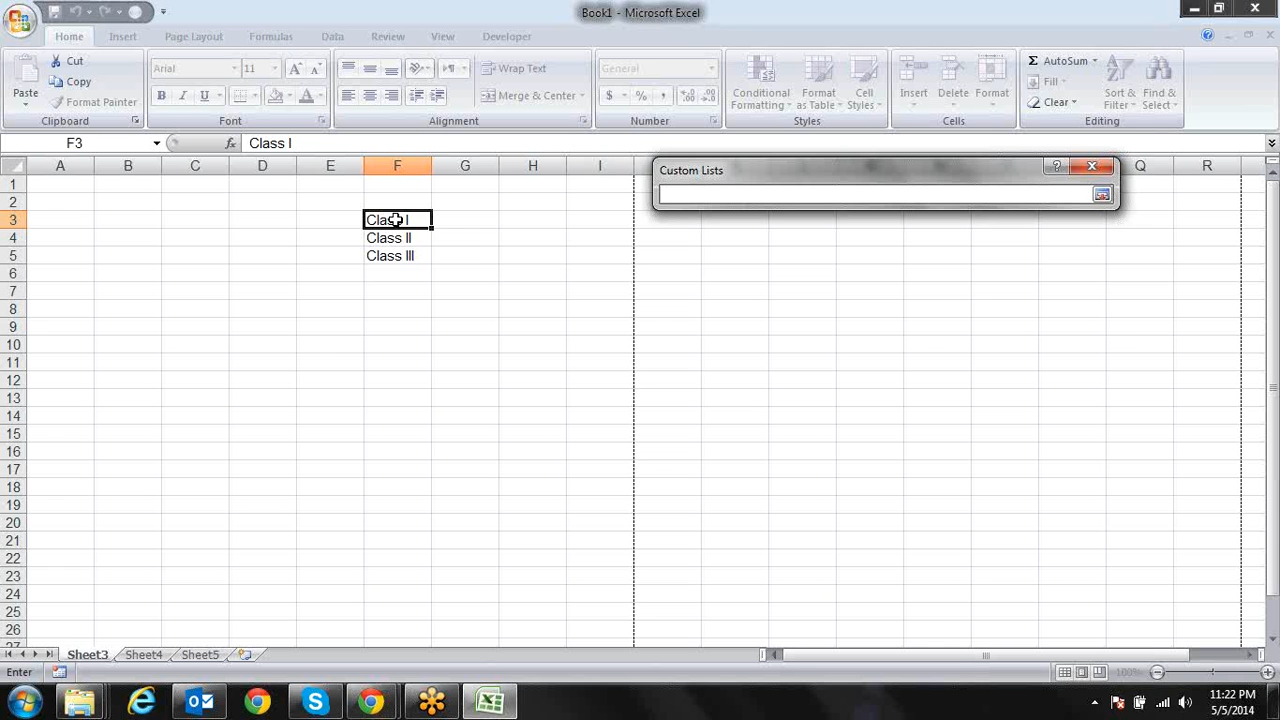 Book1 - Microsoft Excel
Home Insert Page Layout Formulas Data Review View Developer
Paste
Cut
Copy
Format Painter
Clipboard
Arial 11
B I U
Font
Wrap Text
Merge & Center
Alignment
General
$ % ,
Number
Conditional Formatting
Format as Table
Cell Styles
Styles
Insert Delete Format
Cells
AutoSum
Fill
Clear
Sort & Filter
Find & Select
Editing
F3 fx Class I
A B C D E F G H I Q R
Custom Lists
1
2
3 Class I
4 Class II
5 Class III
6
7
8
9
10
11
12
13
14
15
16
17
18
19
20
21
22
23
24
25
26
27
Sheet3 Sheet4 Sheet5
Enter 100%
11:22 PM
5/5/2014